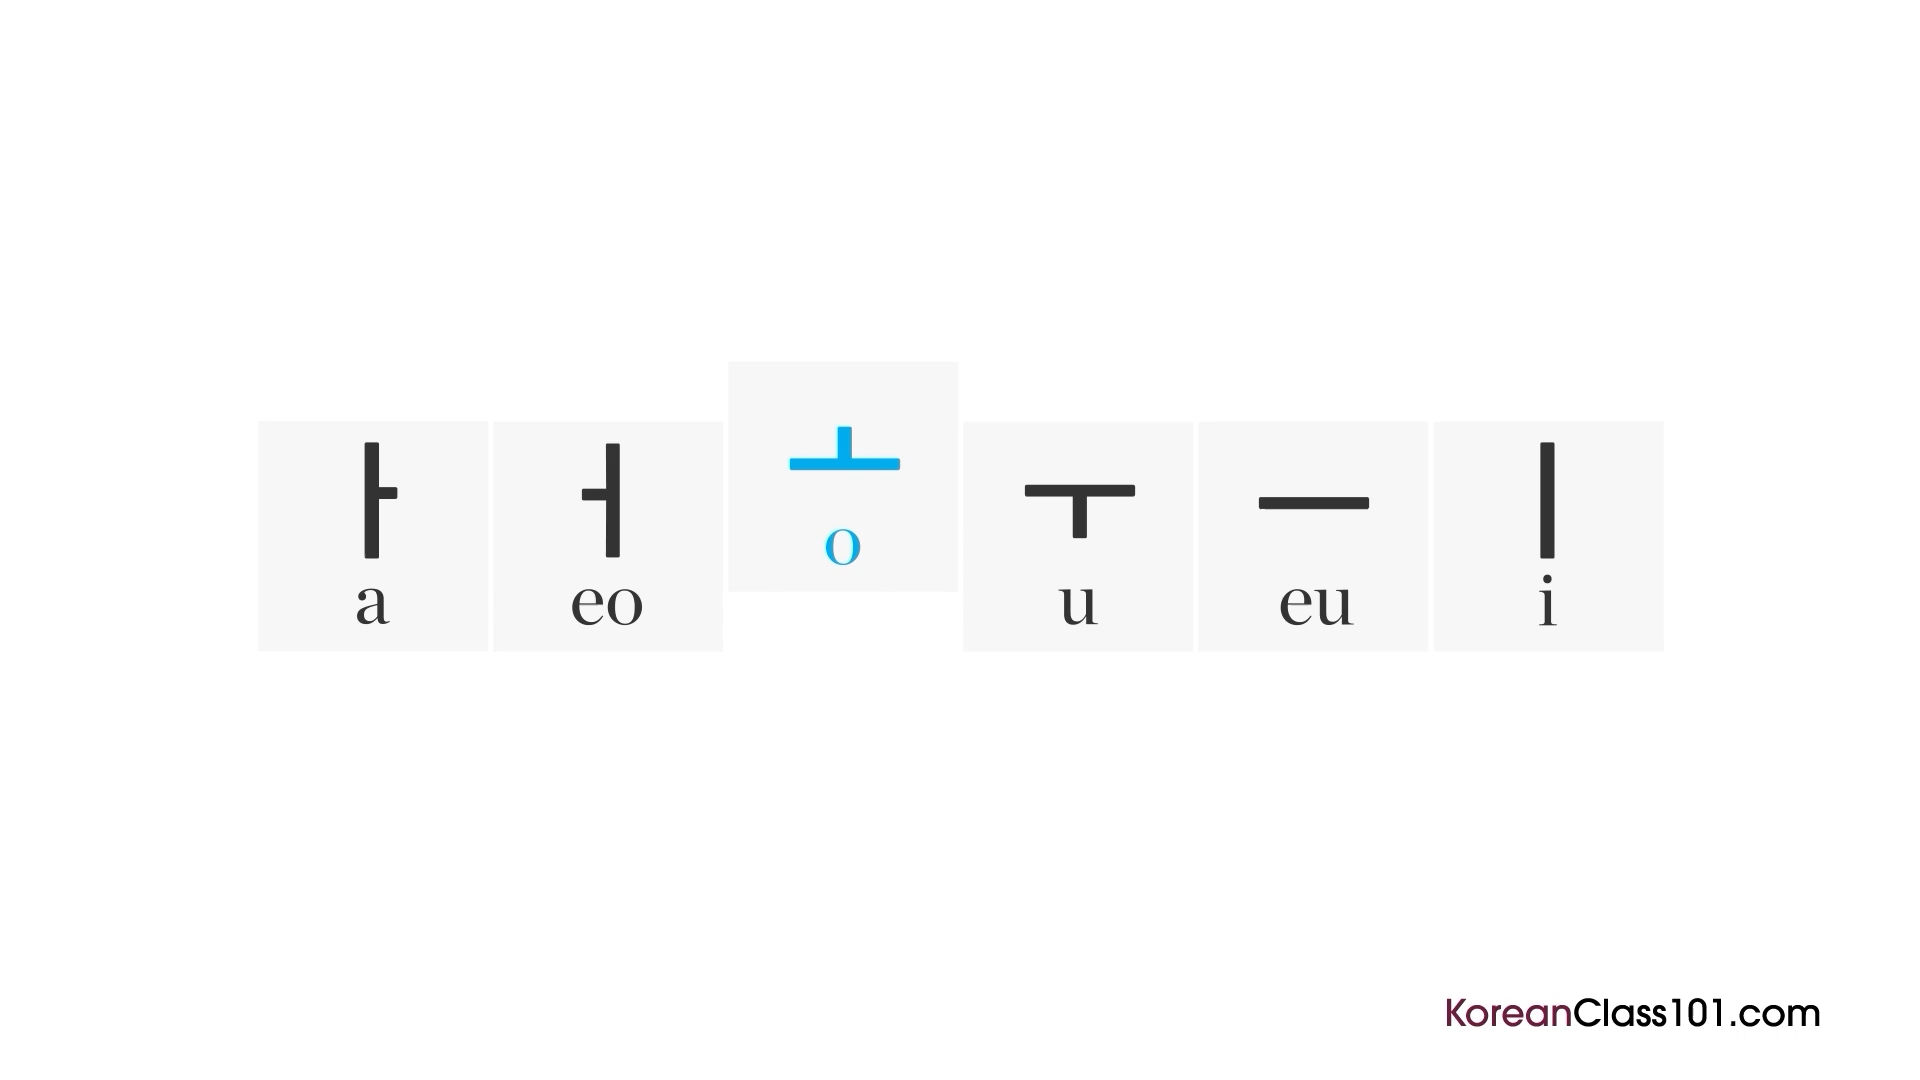 ㅏ ㅓ ㅗ ㅜ ㅡ ㅣ
a eo o u eu i
KoreanClass101.com